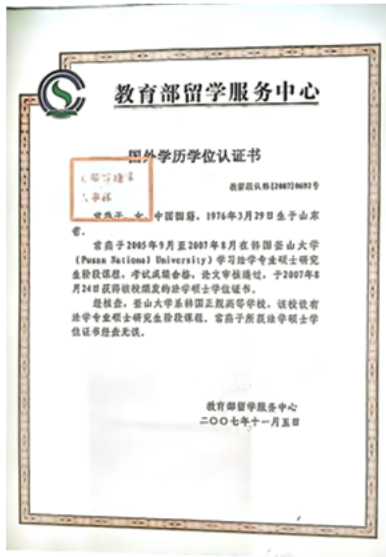 教育部留学服务中心
国外学历学位认证书
教留服认韩[2007]0692号
宫燕子，女，中国国籍，1976年3月29日生于山东
省。
宫燕子于2005年9月至2007年8月在韩国釜山大学
（Pusan National University）学习法学专业硕士研究
生阶段课程，考试成绩合格，论文审核通过，于2007年8
月24日获得该校颁发的法学硕士学位证书。
经核查，釜山大学系韩国正规高等学校，该校设有
法学专业硕士研究生阶段课程。宫燕子所获法学硕士学
位证书经查无误。
教育部留学服务中心
二〇〇七年十一月五日